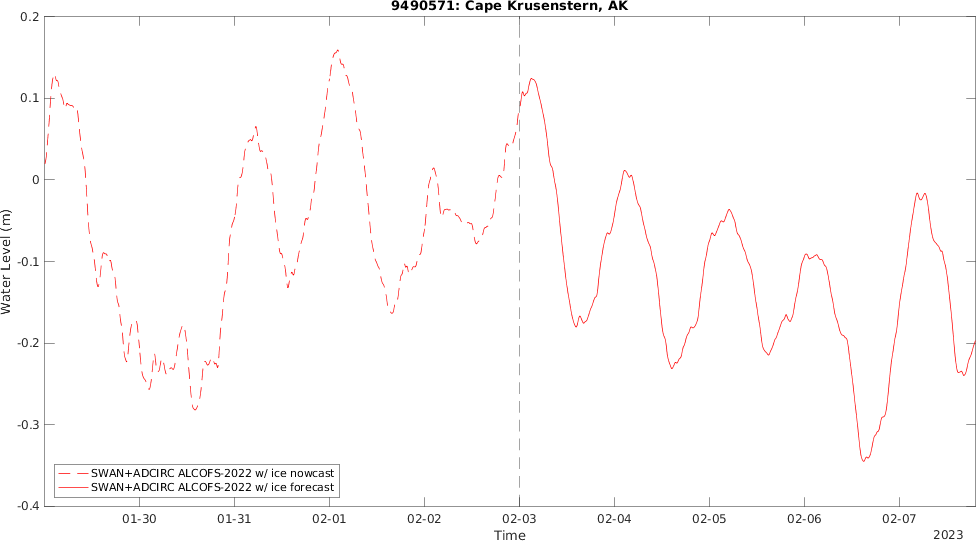 9490571: Cape Krusenstern, AK
Water Level (m)
0.2
0.1
0
-0.1
-0.2
-0.3
-0.4
SWAN+ADCIRC ALCOFS-2022 w/ ice nowcast
SWAN+ADCIRC ALCOFS-2022 w/ ice forecast
01-30 01-31 02-01 02-02 02-03 02-04 02-05 02-06 02-07
Time
2023